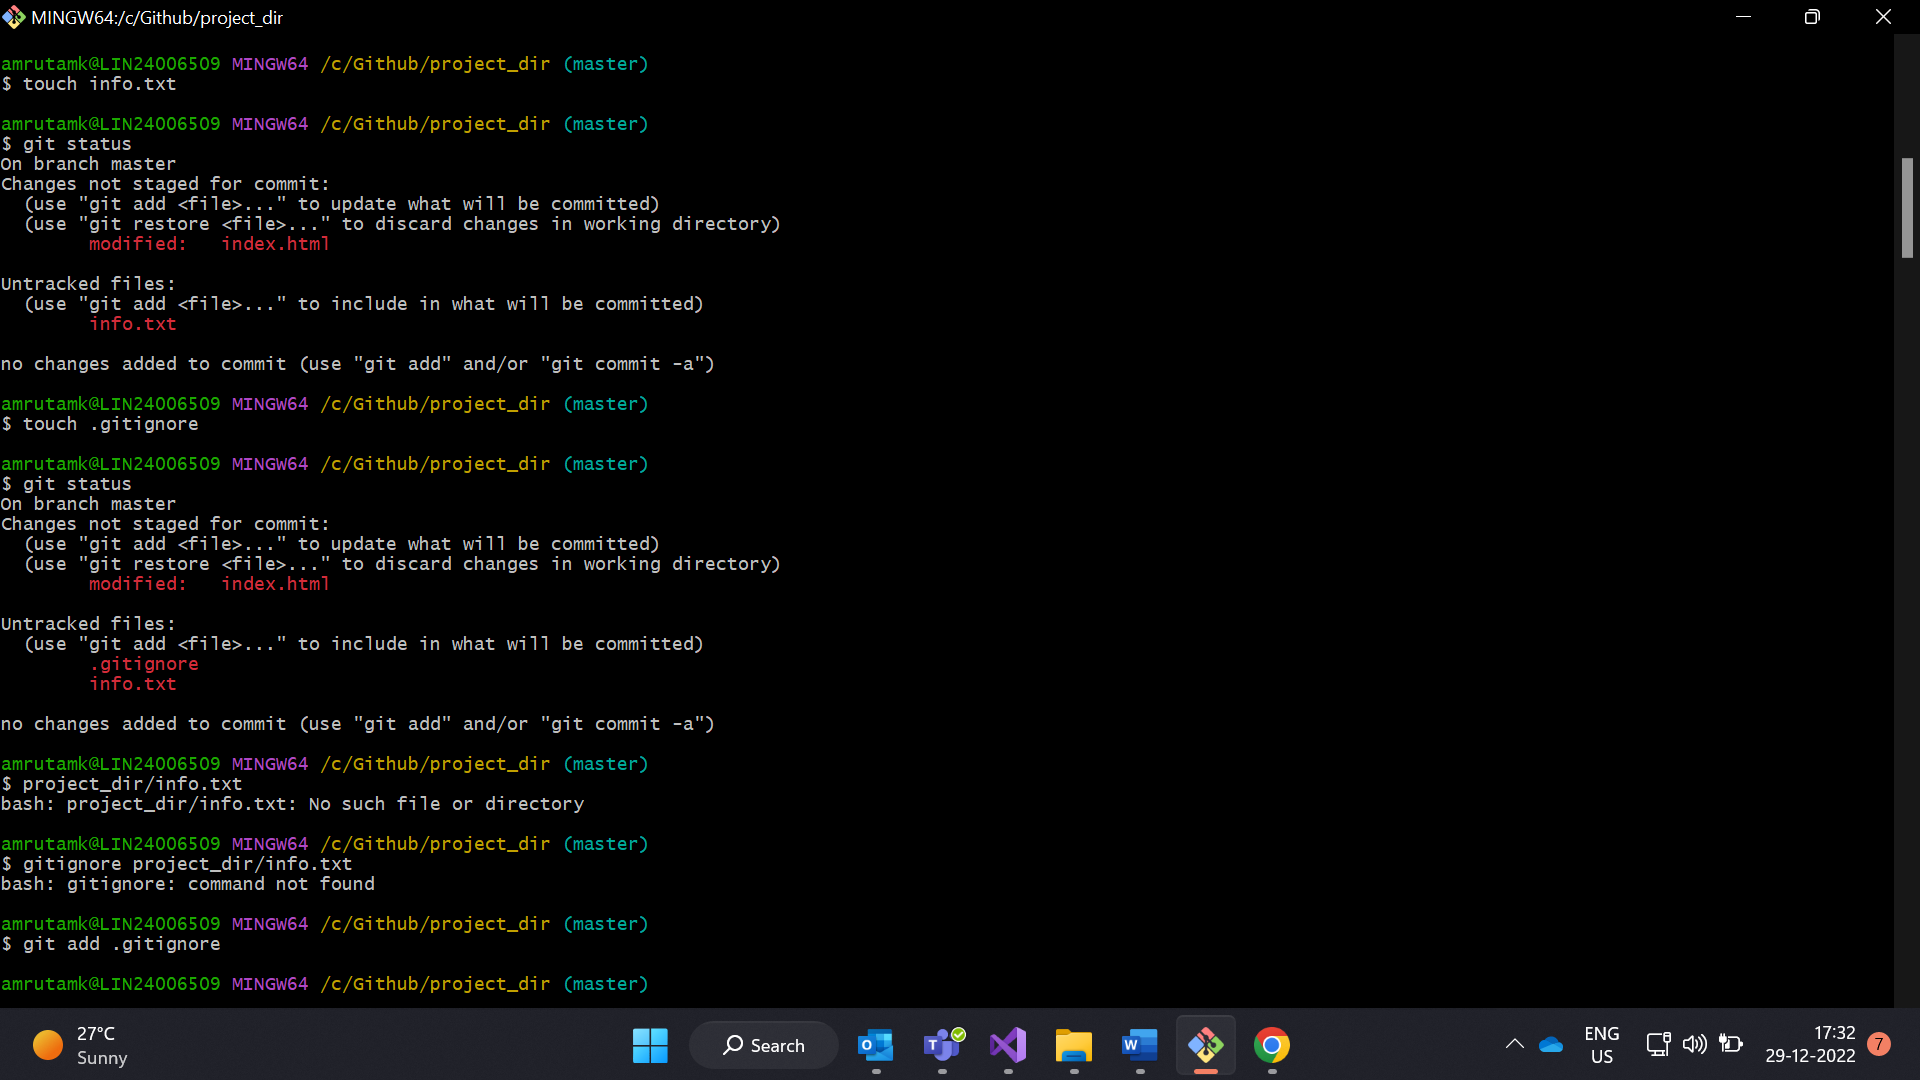 MINGW64:/c/Github/project_dir
amrutamk@LIN24006509 MINGW64 /c/Github/project_dir (master)
$ touch info.txt
amrutamk@LIN24006509 MINGW64 /c/Github/project_dir (master)
$ git status
On branch master
Changes not staged for commit:
  (use "git add <file>..." to update what will be committed)
  (use "git restore <file>..." to discard changes in working directory)
        modified:   index.html
Untracked files:
  (use "git add <file>..." to include in what will be committed)
        info.txt
no changes added to commit (use "git add" and/or "git commit -a")
amrutamk@LIN24006509 MINGW64 /c/Github/project_dir (master)
$ touch .gitignore
amrutamk@LIN24006509 MINGW64 /c/Github/project_dir (master)
$ git status
On branch master
Changes not staged for commit:
  (use "git add <file>..." to update what will be committed)
  (use "git restore <file>..." to discard changes in working directory)
        modified:   index.html
Untracked files:
  (use "git add <file>..." to include in what will be committed)
        .gitignore
        info.txt
no changes added to commit (use "git add" and/or "git commit -a")
amrutamk@LIN24006509 MINGW64 /c/Github/project_dir (master)
$ project_dir/info.txt
bash: project_dir/info.txt: No such file or directory
amrutamk@LIN24006509 MINGW64 /c/Github/project_dir (master)
$ gitignore project_dir/info.txt
bash: gitignore: command not found
amrutamk@LIN24006509 MINGW64 /c/Github/project_dir (master)
$ git add .gitignore
amrutamk@LIN24006509 MINGW64 /c/Github/project_dir (master)
27°C
Sunny
Search
ENG
US
17:32
29-12-2022
7